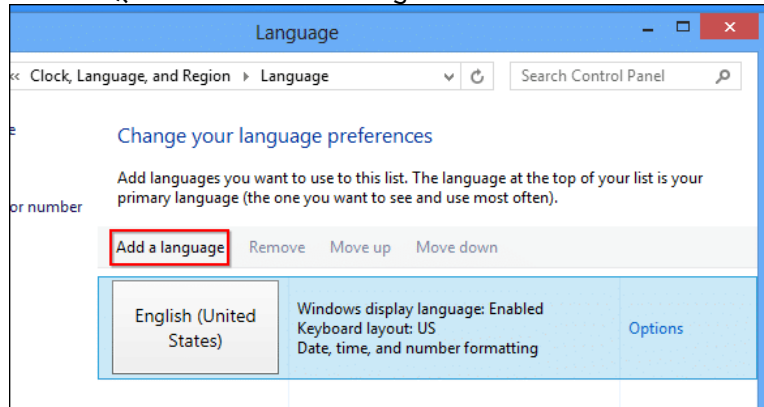 Language
« Clock, Language, and Region ▸ Language
Search Control Panel
Change your language preferences
Add languages you want to use to this list. The language at the top of your list is your
primary language (the one you want to see and use most often).
or number
Add a language Remove Move up Move down
English (United
States)
Windows display language: Enabled
Keyboard layout: US
Date, time, and number formatting
Options